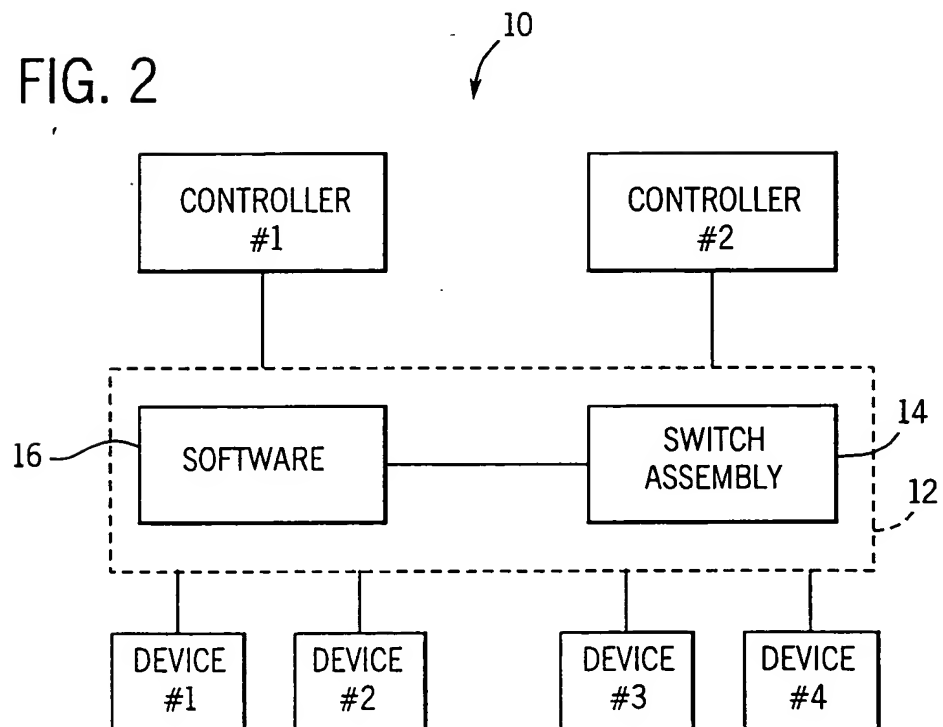 10
FIG. 2
CONTROLLER
#1
CONTROLLER
#2
16
SOFTWARE
SWITCH
ASSEMBLY
14
12
DEVICE
#1
DEVICE
#2
DEVICE
#3
DEVICE
#4